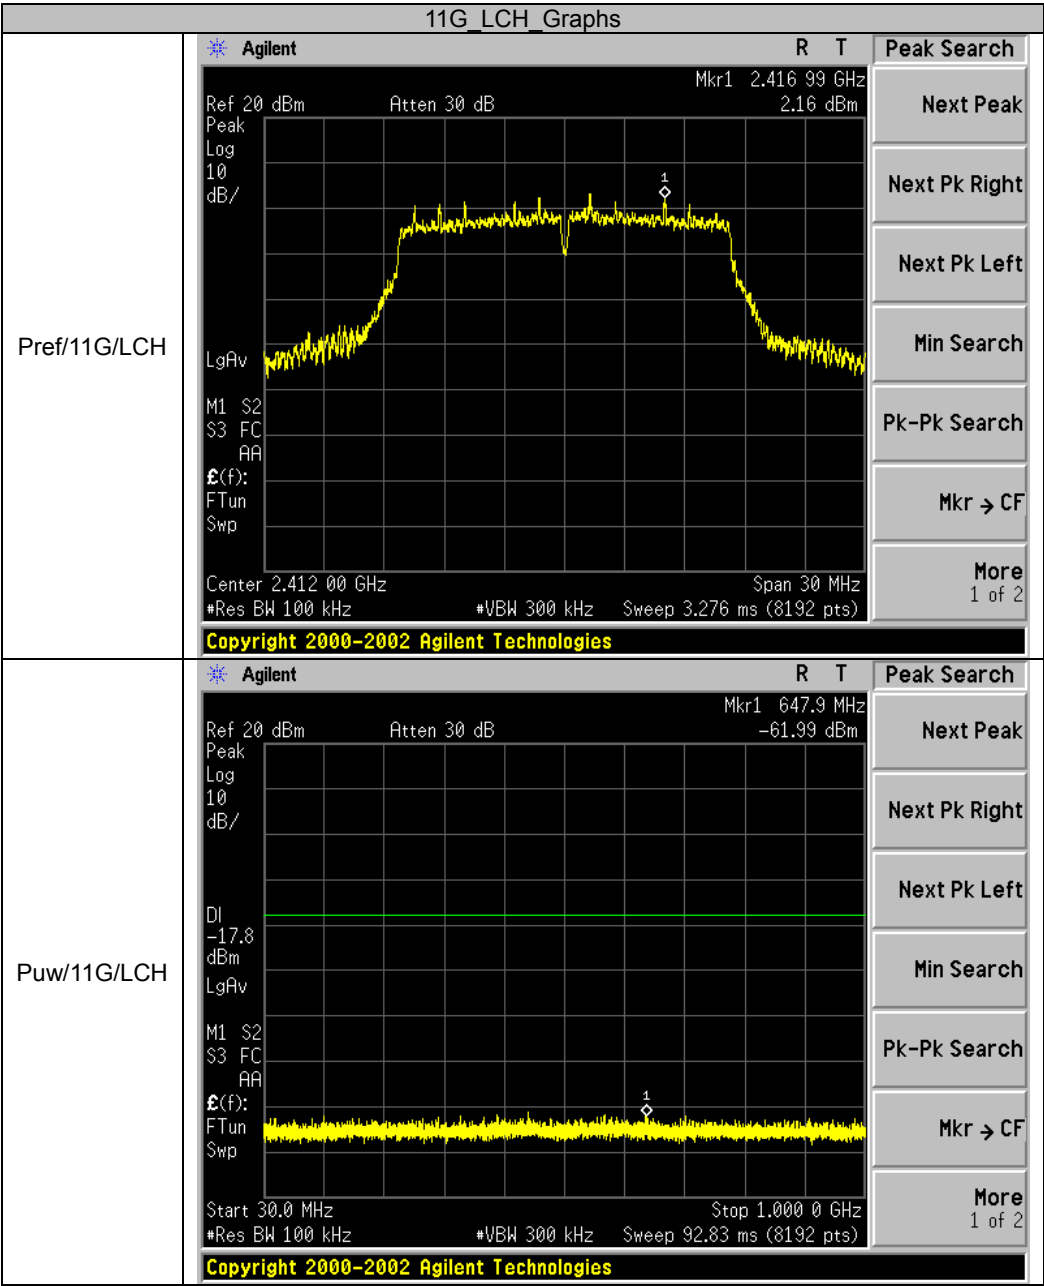 11G_LCH_Graphs
Pref/11G/LCH
Agilent
R T
Peak Search
Mkr1 2.416 99 GHz
Ref 20 dBm
Atten 30 dB
2.16 dBm
Peak
Log
10
dB/
1
LgAv
M1 S2
S3 FC
AA
£(f):
FTun
Swp
Center 2.412 00 GHz
Span 30 MHz
#Res BW 100 kHz
#VBW 300 kHz
Sweep 3.276 ms (8192 pts)
Copyright 2000-2002 Agilent Technologies
Next Peak
Next Pk Right
Next Pk Left
Min Search
Pk-Pk Search
Mkr → CF
More
1 of 2
Puw/11G/LCH
Agilent
R T
Peak Search
Mkr1 647.9 MHz
Ref 20 dBm
Atten 30 dB
-61.99 dBm
Peak
Log
10
dB/
DI
-17.8
dBm
LgAv
M1 S2
S3 FC
AA
£(f):
FTun
Swp
1
Start 30.0 MHz
Stop 1.000 0 GHz
#Res BW 100 kHz
#VBW 300 kHz
Sweep 92.83 ms (8192 pts)
Copyright 2000-2002 Agilent Technologies
Next Peak
Next Pk Right
Next Pk Left
Min Search
Pk-Pk Search
Mkr → CF
More
1 of 2